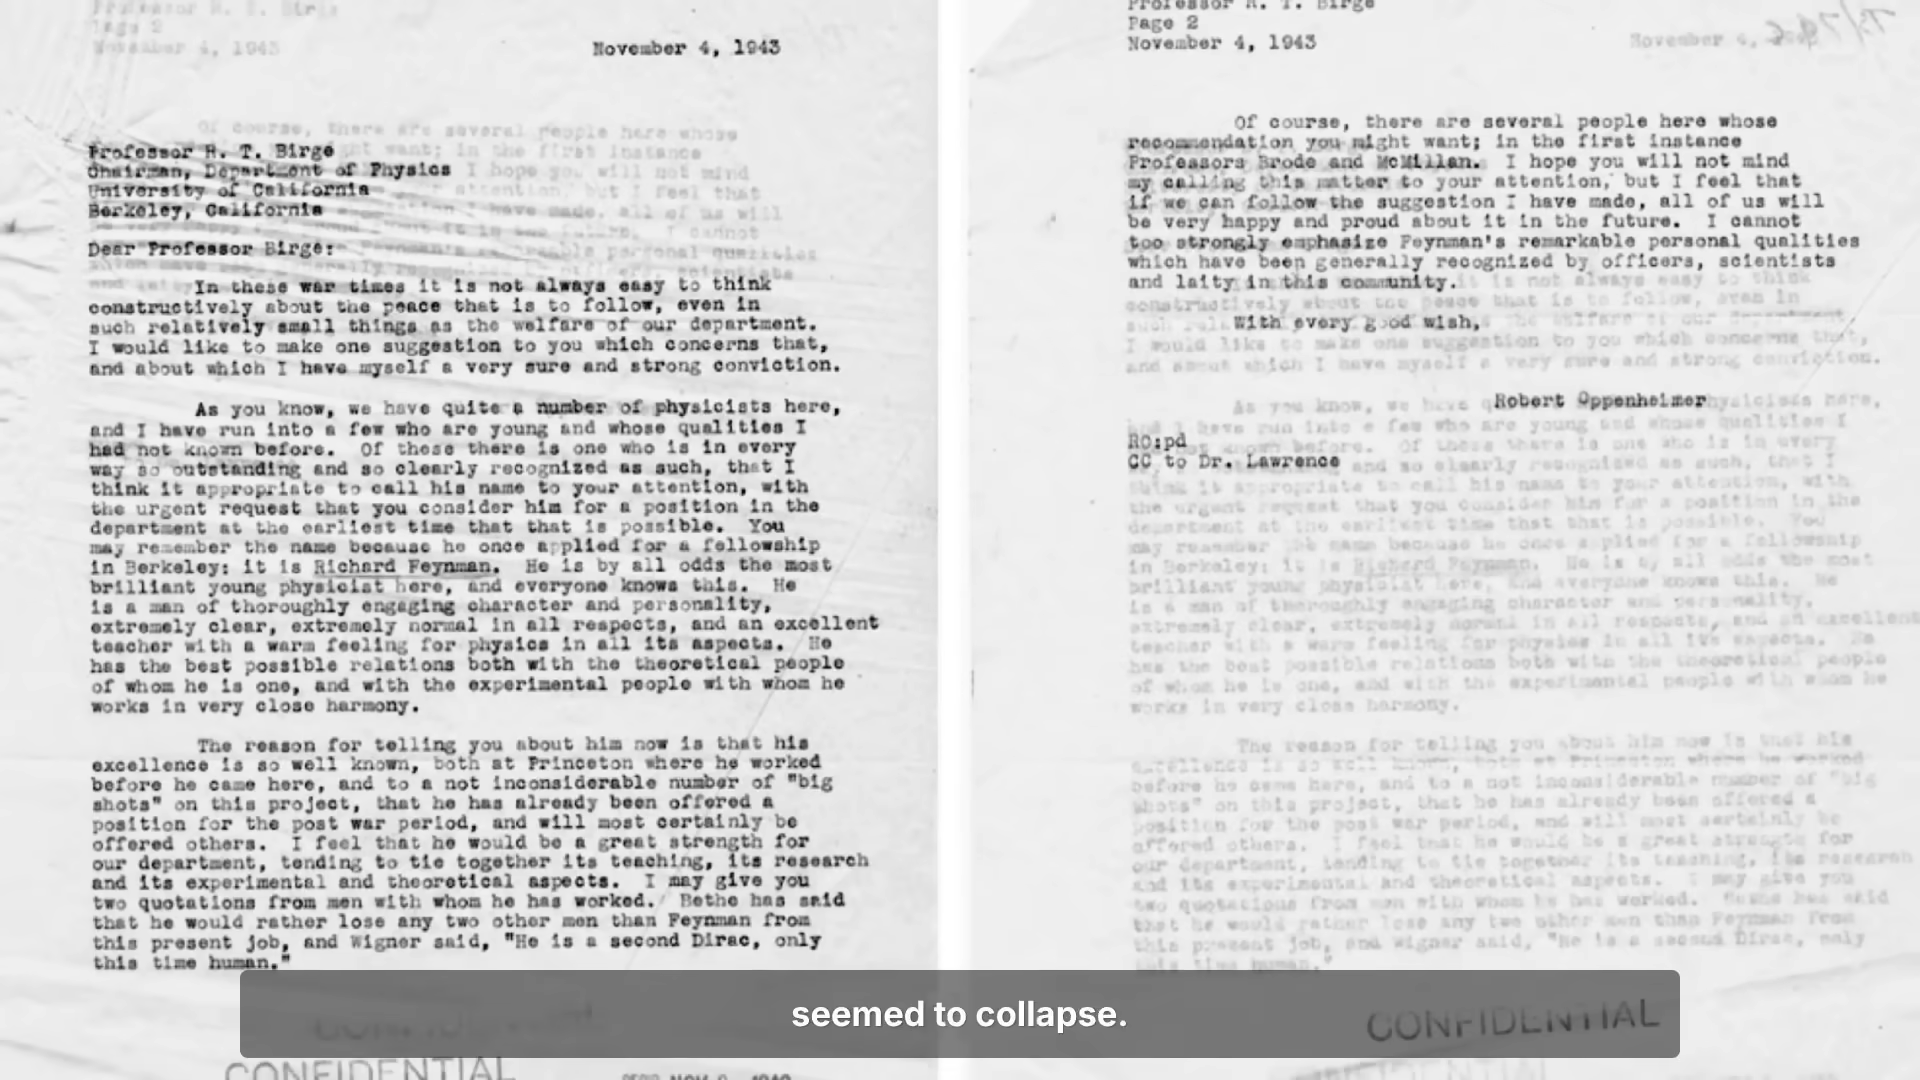 November 4, 1943
Professor R. T. Birge
Chairman, Department of Physics
University of California
Berkeley, California
Dear Professor Birge:
In these war times it is not always easy to think
constructively about the peace that is to follow, even in
such relatively small things as the welfare of our department.
I would like to make one suggestion to you which concerns that,
and about which I have myself a very sure and strong conviction.
As you know, we have quite a number of physicists here,
and I have run into a few who are young and whose qualities I
had not known before. Of these there is one who is in every
way so outstanding and so clearly recognized as such, that I
think it appropriate to call his name to your attention, with
the urgent request that you consider him for a position in the
department at the earliest time that that is possible. You
may remember the name because he once applied for a fellowship
in Berkeley: it is Richard Feynman. He is by all odds the most
brilliant young physicist here, and everyone knows this. He
is a man of thoroughly engaging character and personality,
extremely clear, extremely normal in all respects, and an excellent
teacher with a warm feeling for physics in all its aspects. He
has the best possible relations both with the theoretical people
of whom he is one, and with the experimental people with whom he
works in very close harmony.
The reason for telling you about him now is that his
excellence is so well known, both at Princeton where he worked
before he came here, and to a not inconsiderable number of "big
shots" on this project, that he has already been offered a
position for the post war period, and will most certainly be
offered others. I feel that he would be a great strength for
our department, tending to tie together its teaching, its research
and its experimental and theoretical aspects. I may give you
two quotations from men with whom he has worked. Bethe has said
that he would rather lose any two other men than Feynman from
this present job, and Wigner said, "He is a second Dirac, only
this time human."
CONFIDENTIAL
Professor R. T. Birge
Page 2
November 4, 1943
Of course, there are several people here whose
recommendation you might want; in the first instance
Professors Brode and McMillan. I hope you will not mind
my calling this matter to your attention, but I feel that
if we can follow the suggestion I have made, all of us will
be very happy and proud about it in the future. I cannot
too strongly emphasize Feynman's remarkable personal qualities
which have been generally recognized by officers, scientists
and laity in this community.
With every good wish,
Robert Oppenheimer
RO:pd
CC to Dr. Lawrence
CONFIDENTIAL
seemed to collapse.